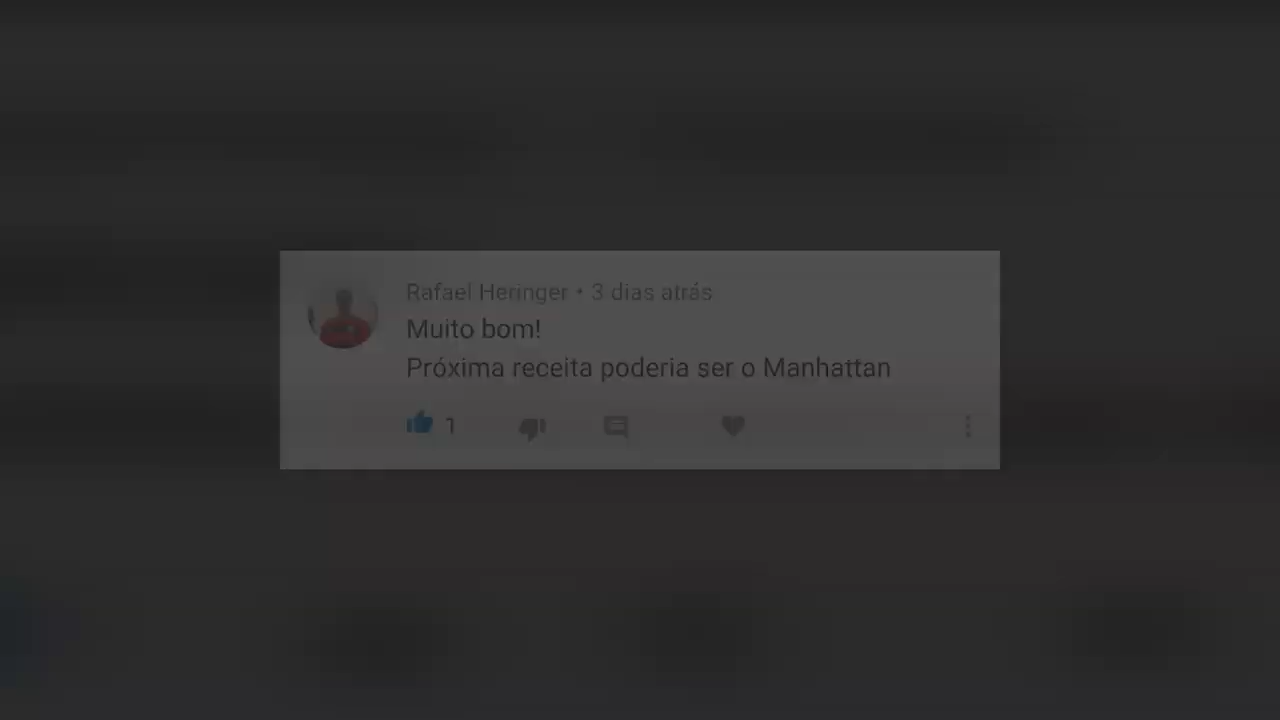 Rafael Heringer • 3 dias atrás
Muito bom!
Próxima receita poderia ser o Manhattan
1